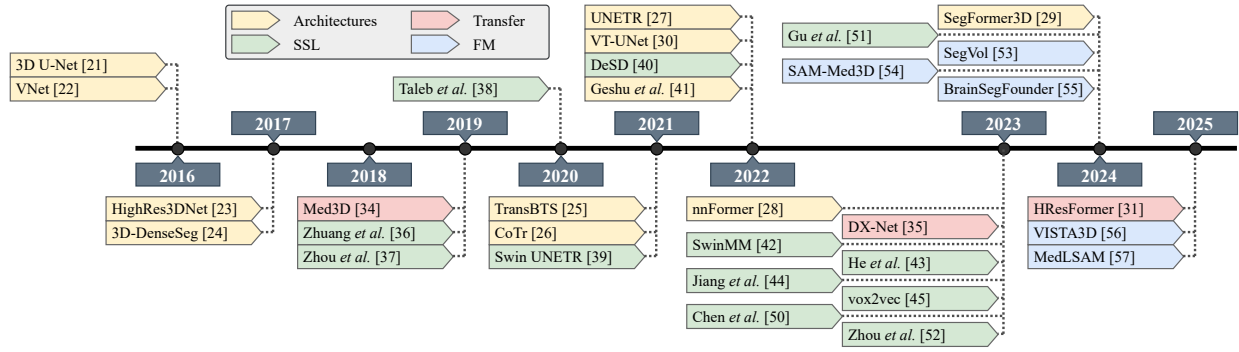 Architectures
Transfer
SSL
FM
3D U-Net [21]
VNet [22]
Taleb et al. [38]
UNETR [27]
VT-UNet [30]
DeSD [40]
Geshu et al. [41]
SegFormer3D [29]
Gu et al. [51]
SegVol [53]
SAM-Med3D [54]
BrainSegFounder [55]
2017
2019
2021
2023
2025
2016
2018
2020
2022
2024
HighRes3DNet [23]
3D-DenseSeg [24]
Med3D [34]
Zhuang et al. [36]
Zhou et al. [37]
TransBTS [25]
CoTr [26]
Swin UNETR [39]
nnFormer [28]
DX-Net [35]
SwinMM [42]
He et al. [43]
Jiang et al. [44]
vox2vec [45]
Chen et al. [50]
Zhou et al. [52]
HResFormer [31]
VISTA3D [56]
MedLSAM [57]